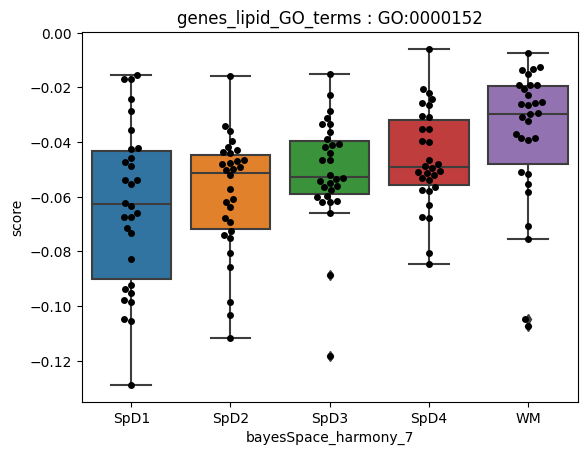 genes_lipid_GO_terms : GO:0000152
0.00
−0.02
−0.04
−0.06
−0.08
−0.10
−0.12
score
SpD1 SpD2 SpD3 SpD4 WM
bayesSpace_harmony_7